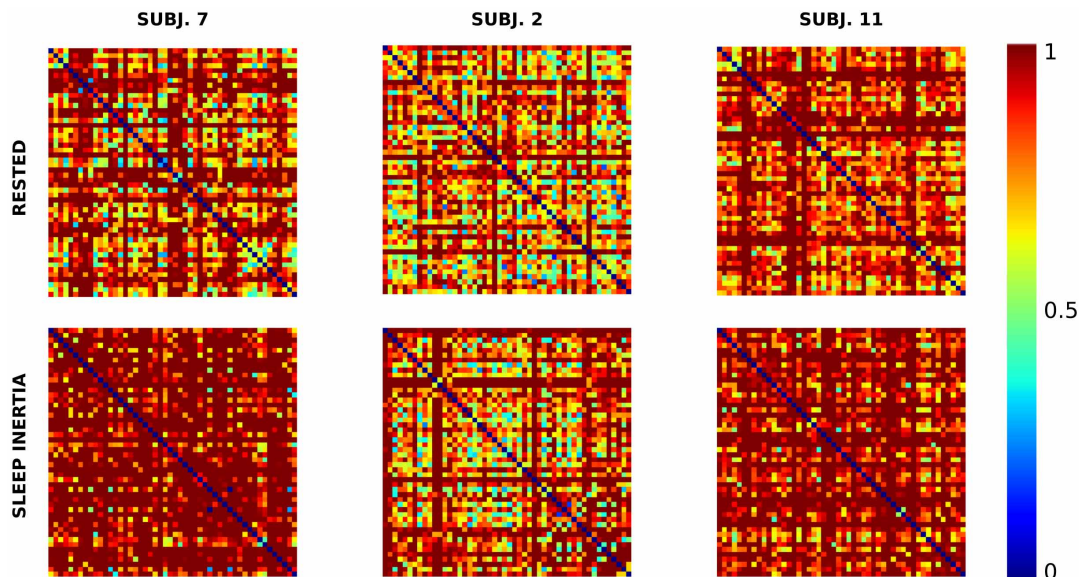 SUBJ. 7
SUBJ. 2
SUBJ. 11
RESTED
SLEEP INERTIA
1
0.5
0